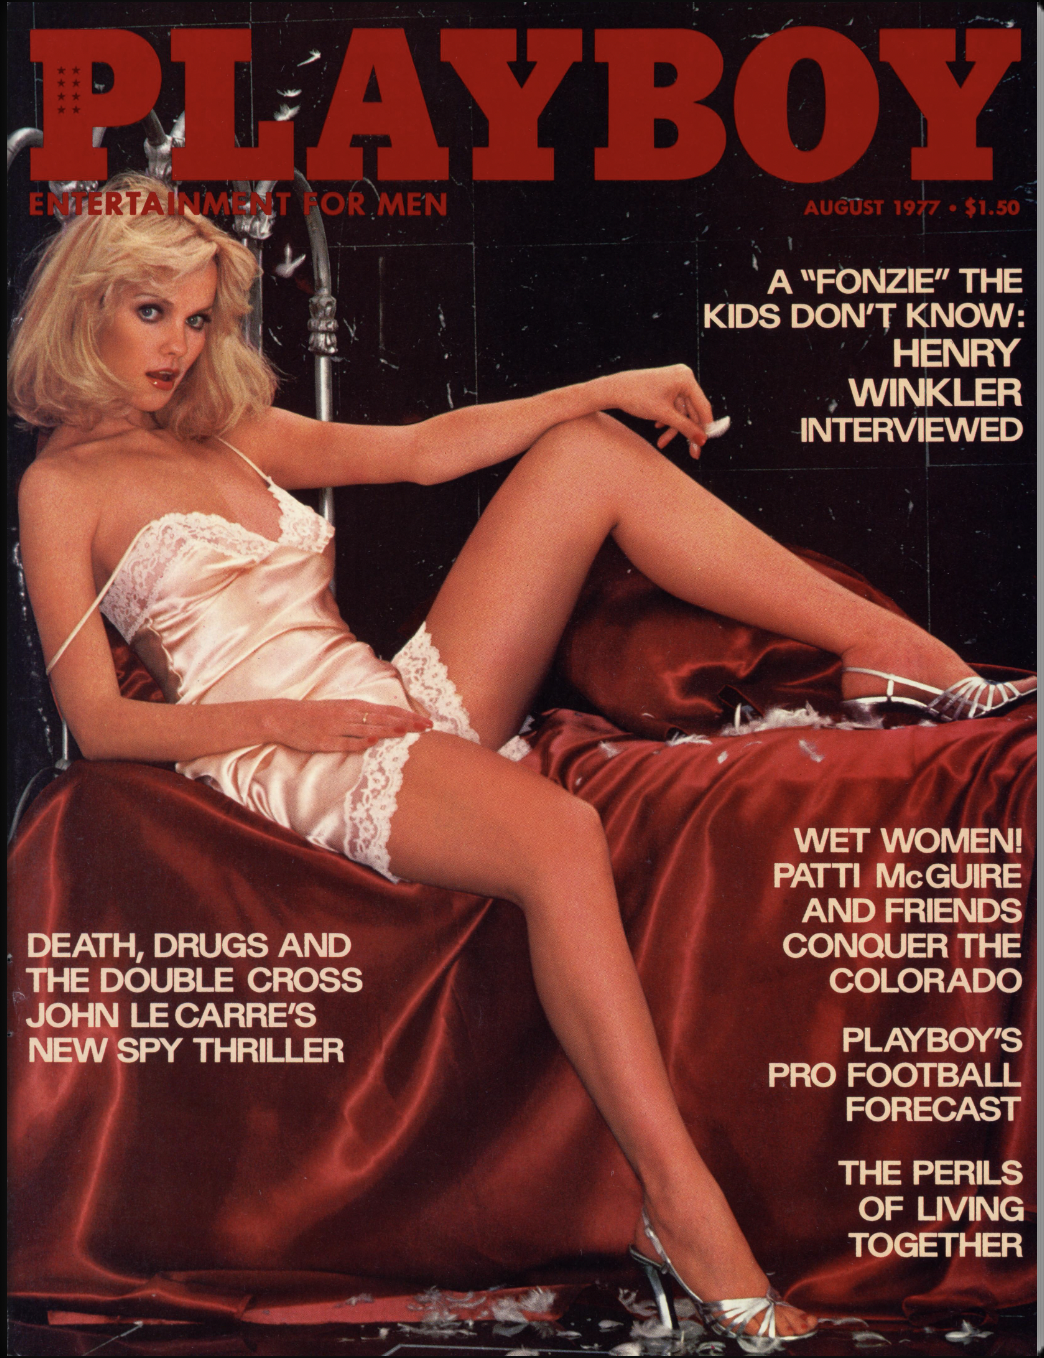 PLAYBOY
ENTERTAINMENT FOR MEN
AUGUST 1977 • $1.50
A "FONZIE" THE
KIDS DON'T KNOW:
HENRY
WINKLER
INTERVIEWED
WET WOMEN!
PATTI McGUIRE
AND FRIENDS
CONQUER THE
COLORADO
DEATH, DRUGS AND
THE DOUBLE CROSS
JOHN LE CARRE'S
NEW SPY THRILLER
PLAYBOY'S
PRO FOOTBALL
FORECAST
THE PERILS
OF LIVING
TOGETHER